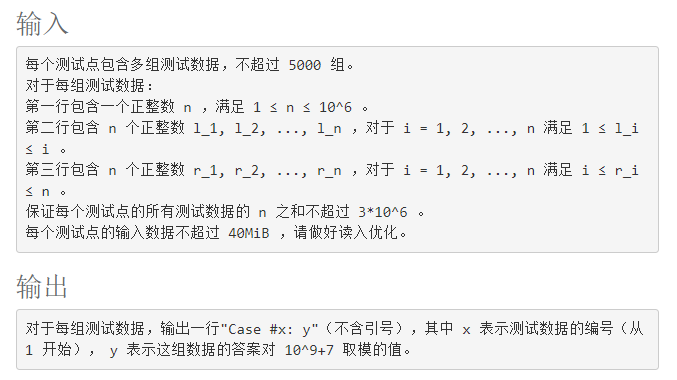 输入
每个测试点包含多组测试数据，不超过 5000 组。
对于每组测试数据：
第一行包含一个正整数 n ，满足 1 ≤ n ≤ 10^6 。
第二行包含 n 个正整数 l_1, l_2, ..., l_n ，对于 i = 1, 2, ..., n 满足 1 ≤ l_i
≤ i 。
第三行包含 n 个正整数 r_1, r_2, ..., r_n ，对于 i = 1, 2, ..., n 满足 i ≤ r_i
≤ n 。
保证每个测试点的所有测试数据的 n 之和不超过 3*10^6 。
每个测试点的输入数据不超过 40MiB ，请做好读入优化。
输出
对于每组测试数据，输出一行"Case #x: y"（不含引号），其中 x 表示测试数据的编号（从
1 开始）， y 表示这组数据的答案对 10^9+7 取模的值。